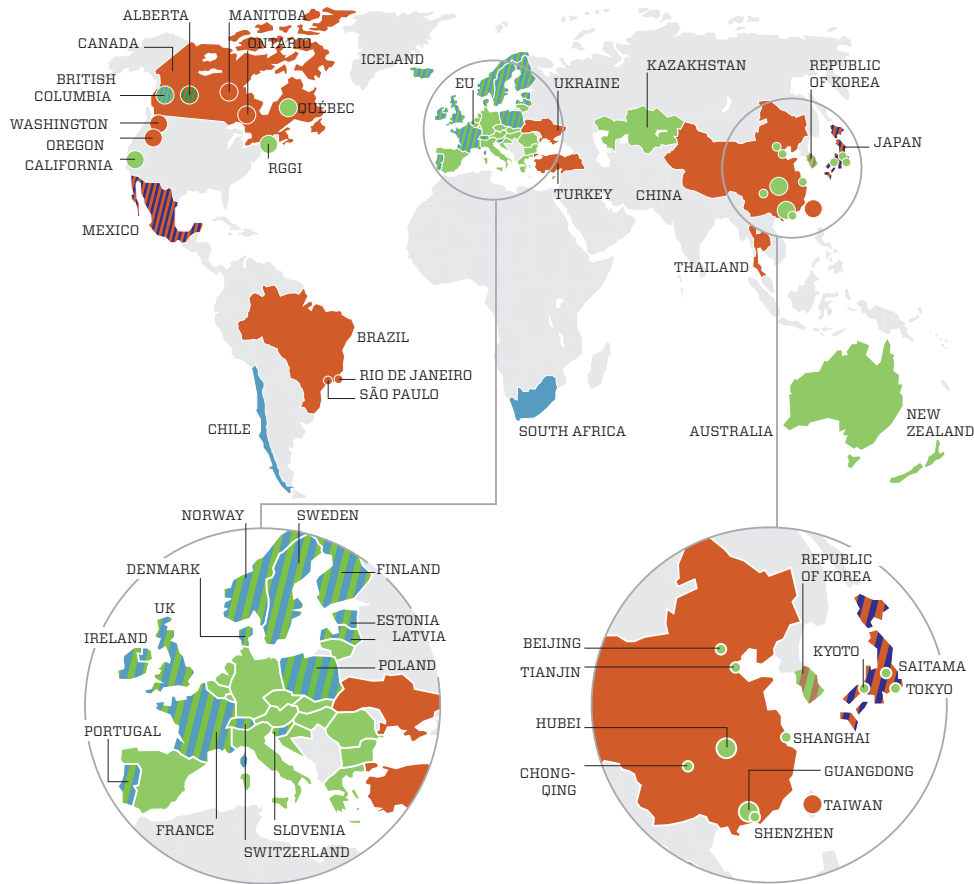 ALBERTA
MANITOBA
CANADA
ONTARIO
ICELAND
BRITISH
COLUMBIA
QUÉBEC
WASHINGTON
OREGON
CALIFORNIA
RGGI
MEXICO
EU
UKRAINE
KAZAKHSTAN
REPUBLIC
OF KOREA
JAPAN
TURKEY
CHINA
THAILAND
BRAZIL
RIO DE JANEIRO
SÃO PAULO
CHILE
SOUTH AFRICA
AUSTRALIA
NEW
ZEALAND
NORWAY
SWEDEN
DENMARK
FINLAND
UK
ESTONIA
LATVIA
IRELAND
POLAND
PORTUGAL
FRANCE
SLOVENIA
SWITZERLAND
REPUBLIC
OF KOREA
BEIJING
TIANJIN
KYOTO
SAITAMA
TOKYO
HUBEI
SHANGHAI
CHONG-
QING
GUANGDONG
TAIWAN
SHENZHEN